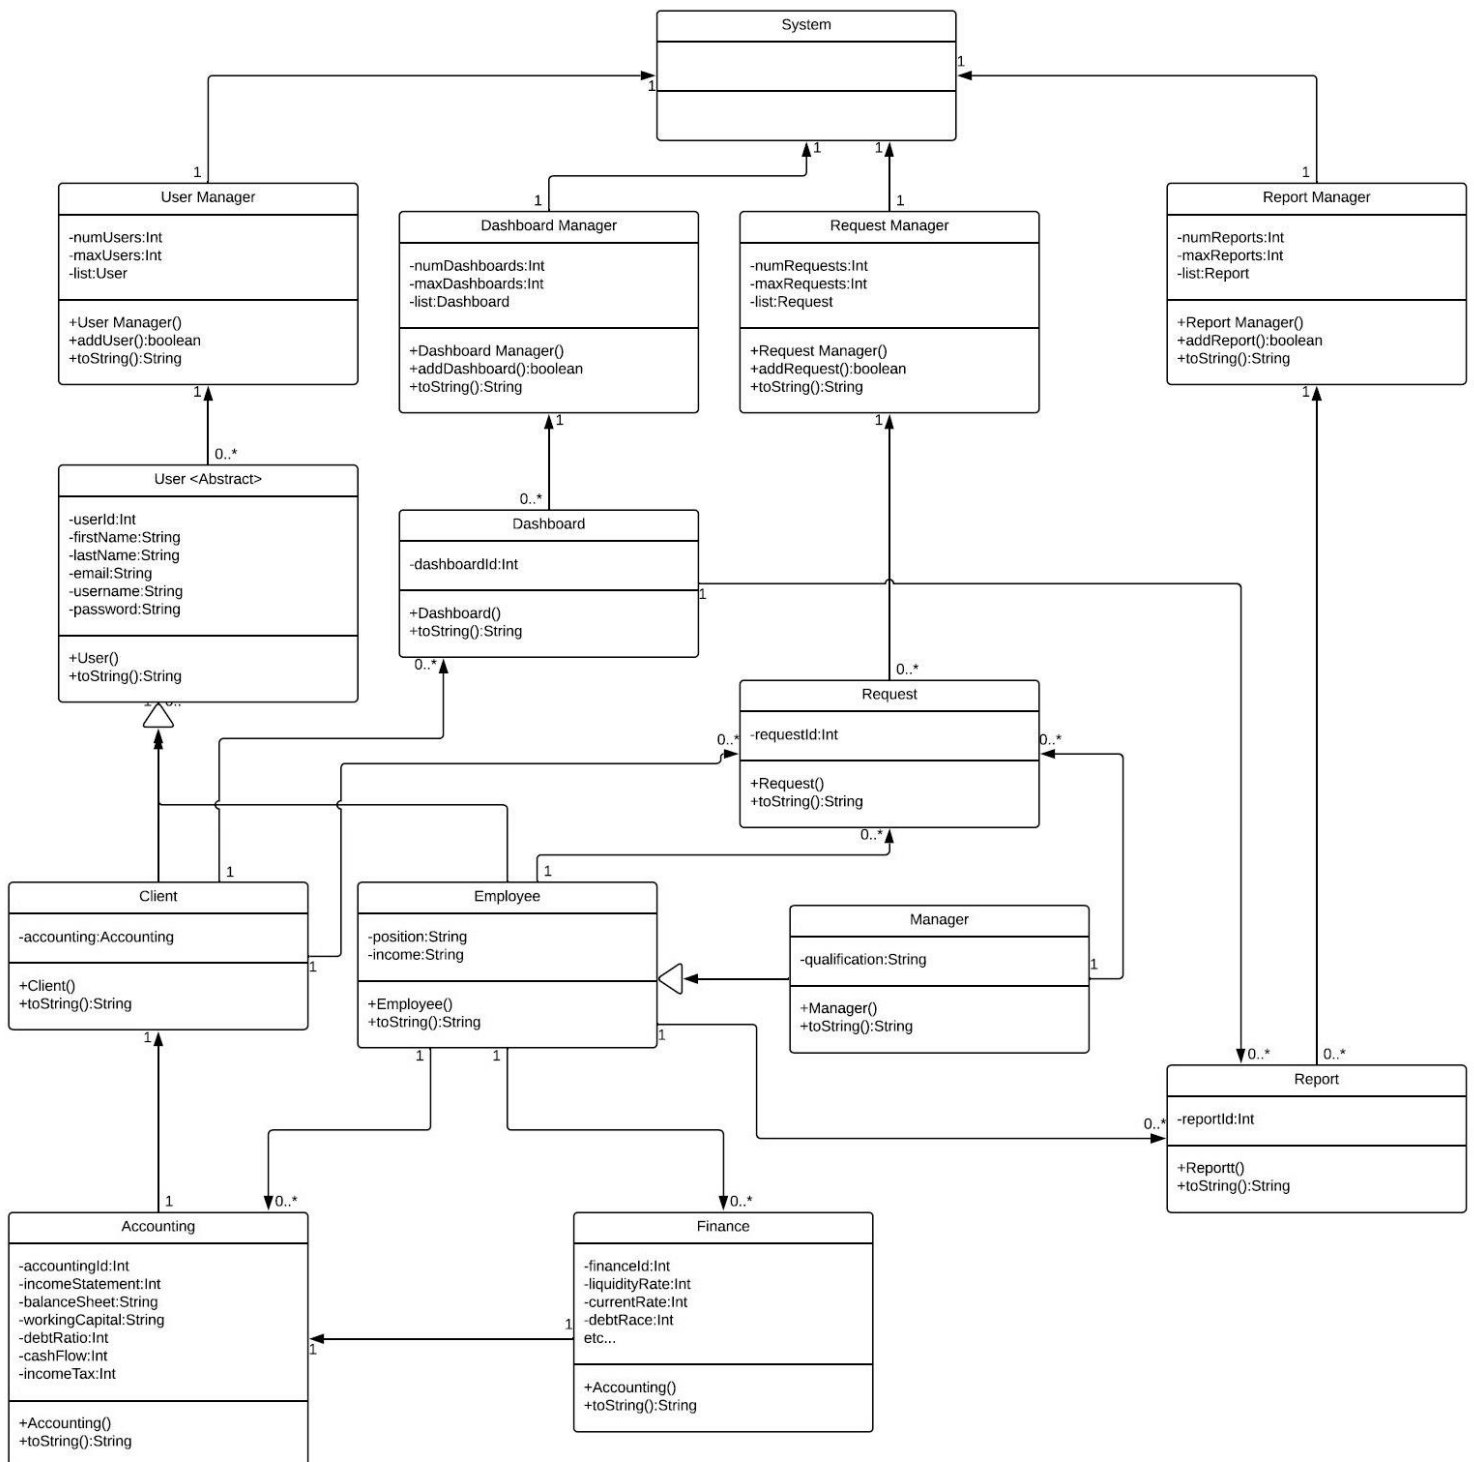 System
1
1
1
1
1
1
1
1
User Manager
-numUsers:Int
-maxUsers:Int
-list:User
+User Manager()
+addUser():boolean
+toString():String
Dashboard Manager
-numDashboards:Int
-maxDashboards:Int
-list:Dashboard
+Dashboard Manager()
+addDashboard():boolean
+toString():String
Request Manager
-numRequests:Int
-maxRequests:Int
-list:Request
+Request Manager()
+addRequest():boolean
+toString():String
Report Manager
-numReports:Int
-maxReports:Int
-list:Report
+Report Manager()
+addReport():boolean
+toString():String
1
1
1
1
0..*
0..*
User <Abstract>
-userId:Int
-firstName:String
-lastName:String
-email:String
-username:String
-password:String
+User()
+toString():String
Dashboard
-dashboardId:Int
+Dashboard()
+toString():String
1
0..*
0..*
Request
-requestId:Int
+Request()
+toString():String
0..*
0..*
0..*
1
1
Client
-accounting:Accounting
+Client()
+toString():String
1
1
Employee
-position:String
-income:String
+Employee()
+toString():String
1
1
1
Manager
-qualification:String
+Manager()
+toString():String
1
0..*
0..*
0..*
Report
-reportId:Int
+Reportt()
+toString():String
1
0..*
0..*
Accounting
-accountingId:Int
-incomeStatement:Int
-balanceSheet:String
-workingCapital:String
-debtRatio:Int
-cashFlow:Int
-incomeTax:Int
+Accounting()
+toString():String
1
1
Finance
-financeId:Int
-liquidityRate:Int
-currentRate:Int
-debtRace:Int
etc...
+Accounting()
+toString():String